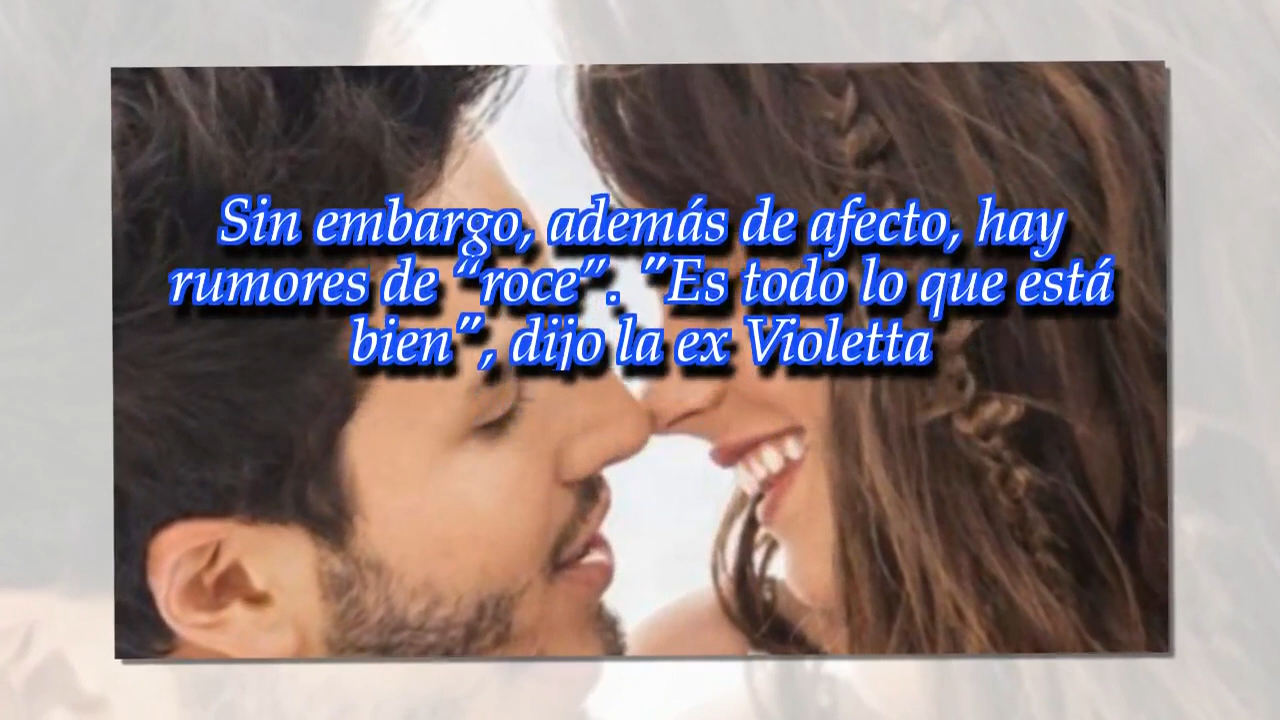 Sin embargo, además de afecto, hay
rumores de “roce”. "Es todo lo que está
bien”, dijo la ex Violetta